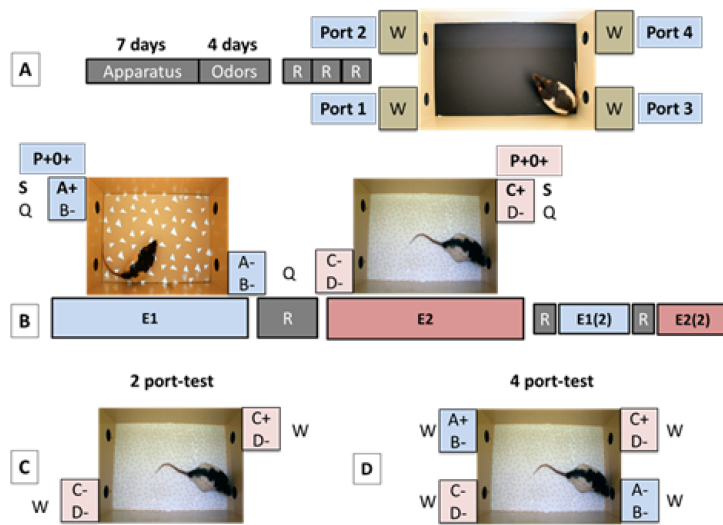 7 days 4 days
A Apparatus Odors R R R
Port 2 W W Port 4
Port 1 W W Port 3
P+0+ P+0+
S A+ C+ S
Q B- D- Q
A- Q C-
B- D-
B E1 R E2 R E1(2) R E2(2)
2 port-test 4 port-test
C+ W W A+ C+ W
D- B- D-
C D
W C- W C- A- W
D- D- B-